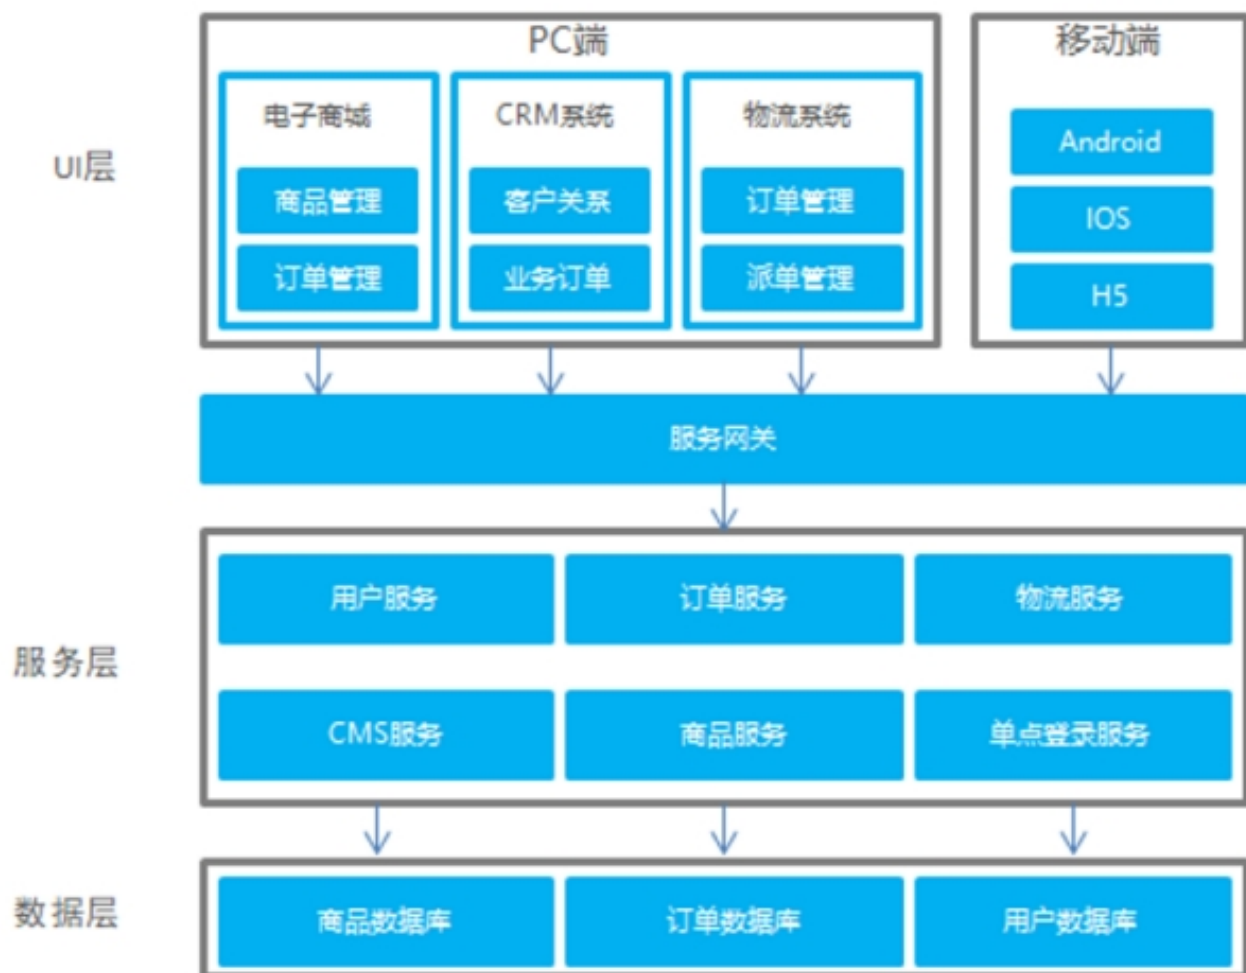 PC端
移动端
UI层
电子商城
CRM系统
物流系统
商品管理
客户关系
订单管理
订单管理
业务订单
派单管理
Android
IOS
H5
服务网关
服务层
用户服务
订单服务
物流服务
CMS服务
商品服务
单点登录服务
数据层
商品数据库
订单数据库
用户数据库